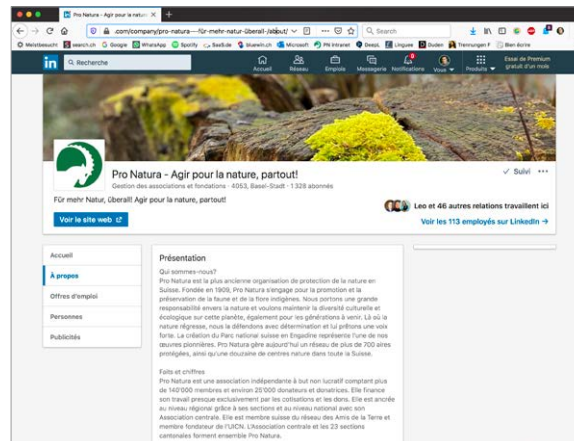 Pro Natura - Agir pour la natur
.com/company/pro-natura---für-mehr-natur-überall-/about/
Search
Meistbesucht search.ch Google WhatsApp Spotify SaaSuite bluewin.ch Microsoft PN Intranet DeepL Linguee Duden Trennungen F Bien écrire
in Recherche
Accueil Réseau Emplois Messagerie Notifications Vous Produits
Essai de Premium
gratuit d'un mois
Pro Natura - Agir pour la nature, partout!
Suivi
Gestion des associations et fondations · 4053, Basel-Stadt · 1 328 abonnés
Für mehr Natur, überall! Agir pour la nature, partout!
Leo et 46 autres relations travaillent ici
Voir le site web
Voir les 113 employés sur LinkedIn →
Accueil
À propos
Offres d'emploi
Personnes
Publicités
Présentation
Qui sommes-nous?
Pro Natura est la plus ancienne organisation de protection de la nature en
Suisse. Fondée en 1909, Pro Natura s'engage pour la promotion et la
préservation de la faune et de la flore indigènes. Nous portons une grande
responsabilité envers la nature et voulons maintenir la diversité culturelle et
écologique sur cette planète, également pour les générations à venir. Là où la
nature régresse, nous la défendons avec détermination et lui prêtons une voix
forte. La création du Parc national suisse en Engadine représente l'une de nos
œuvres pionnières. Pro Natura gère aujourd'hui un réseau de plus de 700 aires
protégées, ainsi qu'une douzaine de centres nature dans toute la Suisse.
Faits et chiffres
Pro Natura est une association indépendante à but non lucratif comptant plus
de 140'000 membres et environ 25'000 donateurs et donatrices. Elle finance
son travail presque exclusivement par les cotisations et les dons. Elle est ancrée
au niveau régional grâce à ses sections et au niveau national avec son
Association centrale. Elle est membre suisse du réseau des Amis de la Terre et
membre fondateur de l'UICN. L'Association centrale et les 23 sections
cantonales forment ensemble Pro Natura.